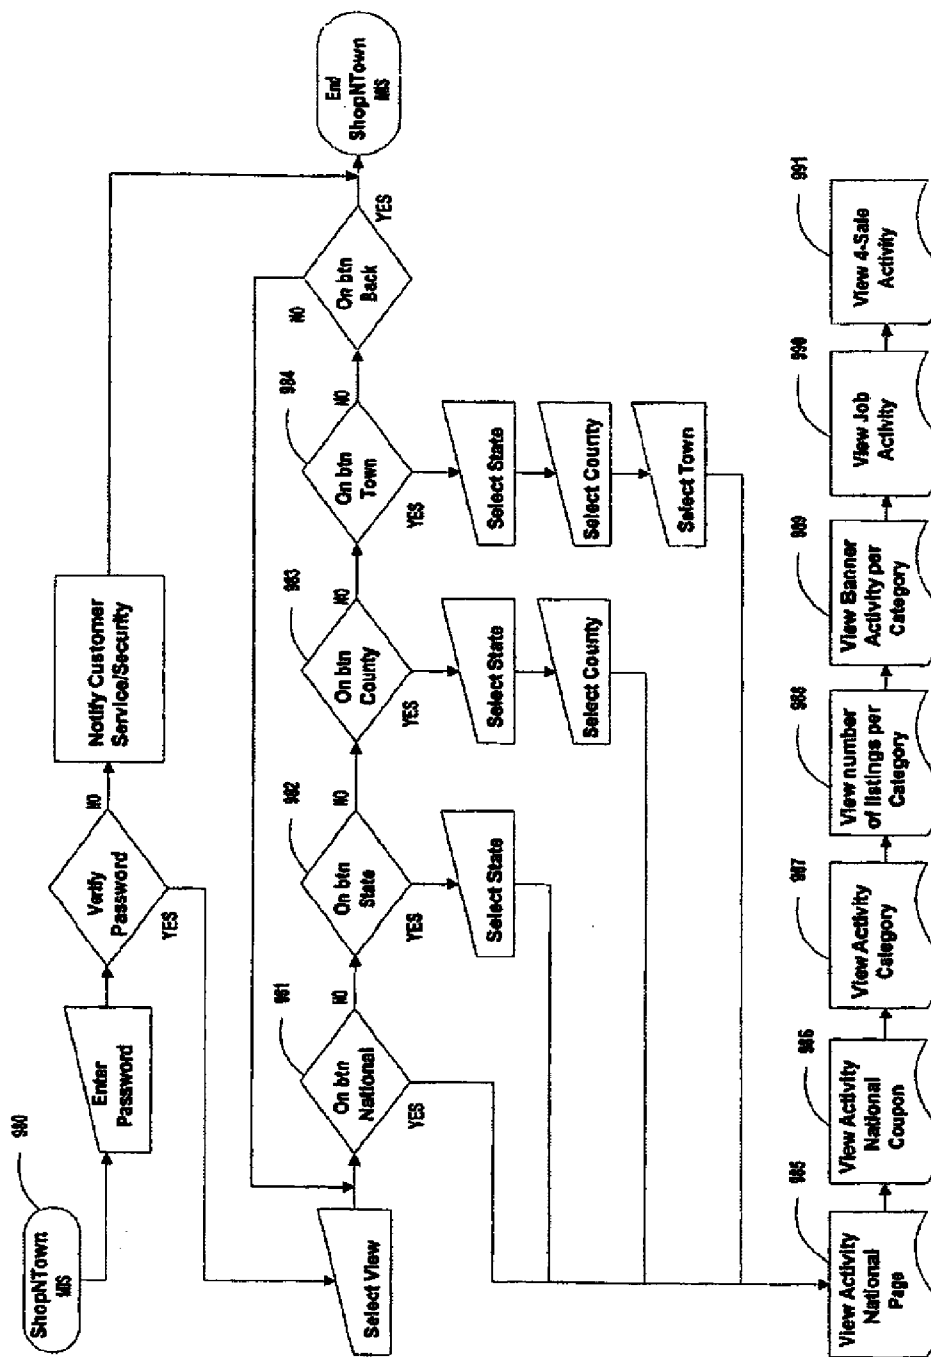 ShopNTown
MIS
980
Enter
Password
Verify
Password
NO
YES
Notify Customer
Service/Security
Select View
On btn
National
981
NO
YES
On btn
State
982
NO
YES
Select State
On btn
County
983
NO
YES
Select State
Select County
On btn
Town
984
NO
YES
Select State
Select County
Select Town
On btn
Back
NO
YES
End
ShopNTown
MIS
View Activity
National
Page
985
View Activity
National
Coupon
986
View Activity
Category
987
View number
of listings per
Category
988
View Banner
Activity per
Category
989
View Job
Activity
990
View 4-Sale
Activity
991